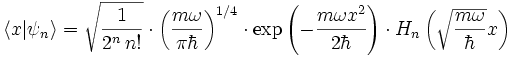 ⟨x|ψ_n⟩ = √(1/(2^n n!)) · (mω/(πħ))^{1/4} · exp(−mωx²/(2ħ)) · H_n(√(mω/ħ) x)